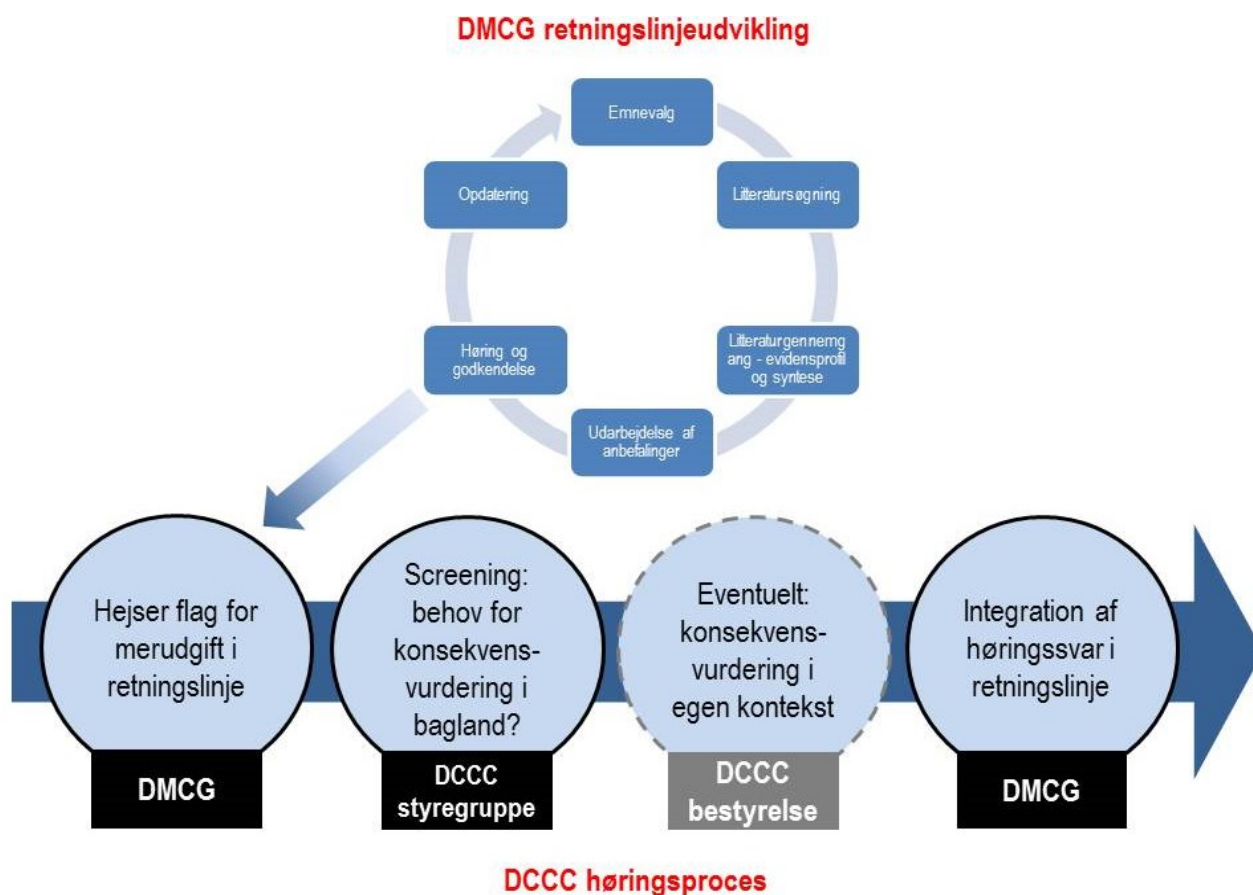 DMCG retningslinjeudvikling
Emnevalg
Litteratursøgning
Litteraturgennemg
ang - evidensprofil
og syntese
Udarbejdelse af
anbefalinger
Høring og
godkendelse
Opdatering
Hejser flag for
merudgift i
retningslinje
DMCG
Screening:
behov for
konsekvens-
vurdering i
bagland?
DCCC
styregruppe
Eventuelt:
konsekvens-
vurdering i
egen kontekst
DCCC
bestyrelse
Integration af
høringssvar i
retningslinje
DMCG
DCCC høringsproces